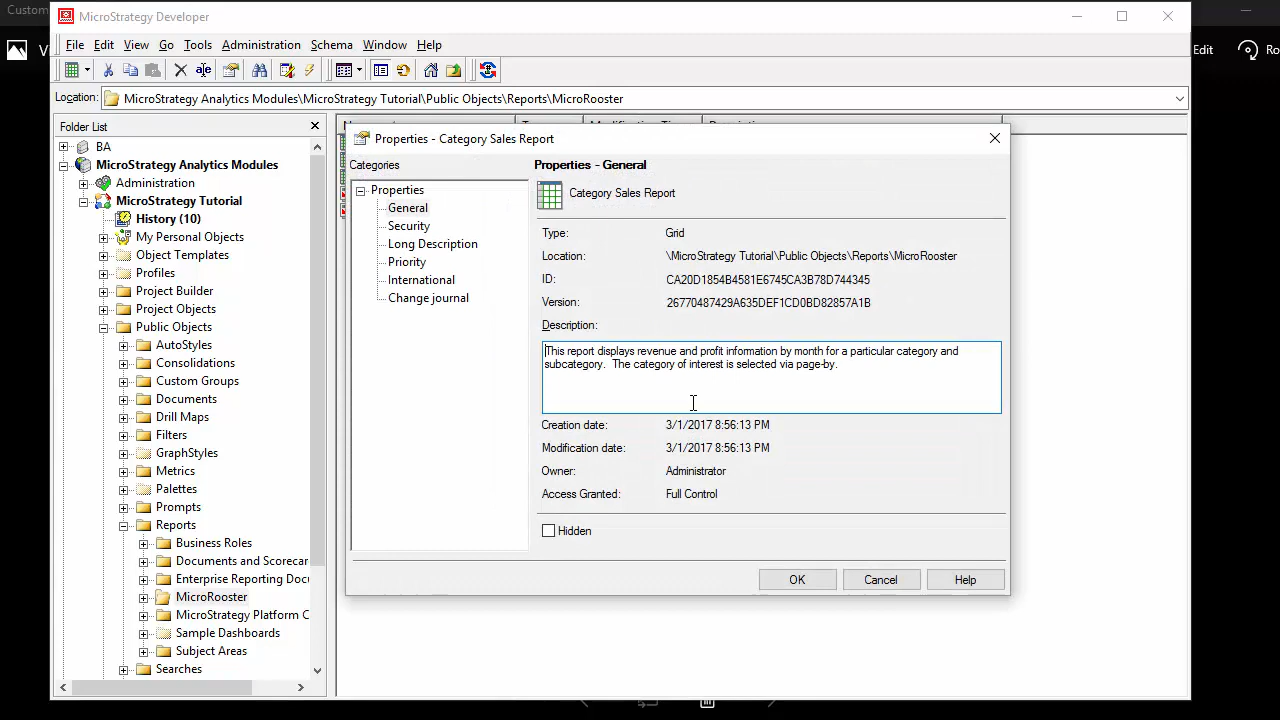 Custom
MicroStrategy Developer
File Edit View Go Tools Administration Schema Window Help
Edit
Ro
Location: MicroStrategy Analytics Modules\MicroStrategy Tutorial\Public Objects\Reports\MicroRooster
Folder List
BA
MicroStrategy Analytics Modules
Administration
MicroStrategy Tutorial
History (10)
My Personal Objects
Object Templates
Profiles
Project Builder
Project Objects
Public Objects
AutoStyles
Consolidations
Custom Groups
Documents
Drill Maps
Filters
GraphStyles
Metrics
Palettes
Prompts
Reports
Business Roles
Documents and Scorecar
Enterprise Reporting Docu
MicroRooster
MicroStrategy Platform C
Sample Dashboards
Subject Areas
Searches
Properties - Category Sales Report
Categories
Properties
General
Security
Long Description
Priority
International
Change journal
Properties - General
Category Sales Report
Type: Grid
Location: \MicroStrategy Tutorial\Public Objects\Reports\MicroRooster
ID: CA20D1854B4581E6745CA3B78D744345
Version: 26770487429A635DEF1CD0BD82857A1B
Description:
This report displays revenue and profit information by month for a particular category and
subcategory.  The category of interest is selected via page-by.
Creation date: 3/1/2017 8:56:13 PM
Modification date: 3/1/2017 8:56:13 PM
Owner: Administrator
Access Granted: Full Control
Hidden
OK Cancel Help